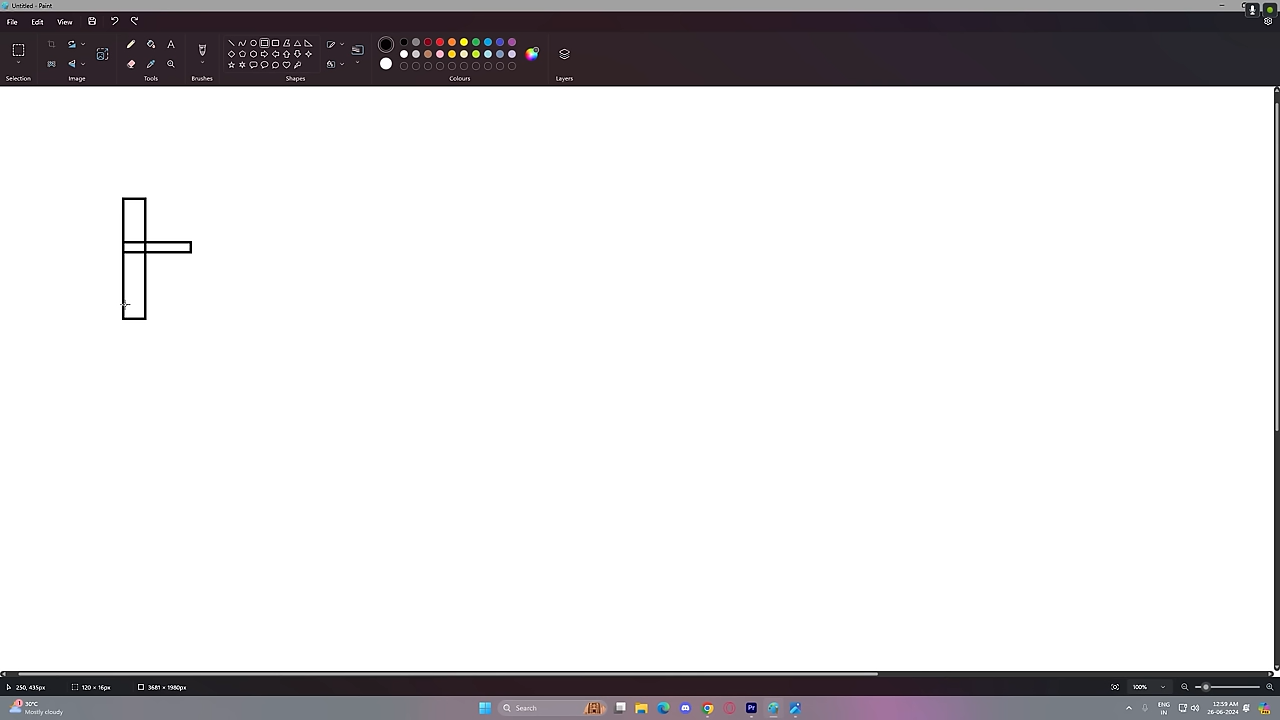 Untitled - Paint
File Edit View
Selection Image Tools Brushes Shapes Colours Layers
250, 435px 120 × 16px 3681 × 1980px 100%
30°C
Mostly cloudy
Search
ENG
IN
12:59 AM
26-06-2024